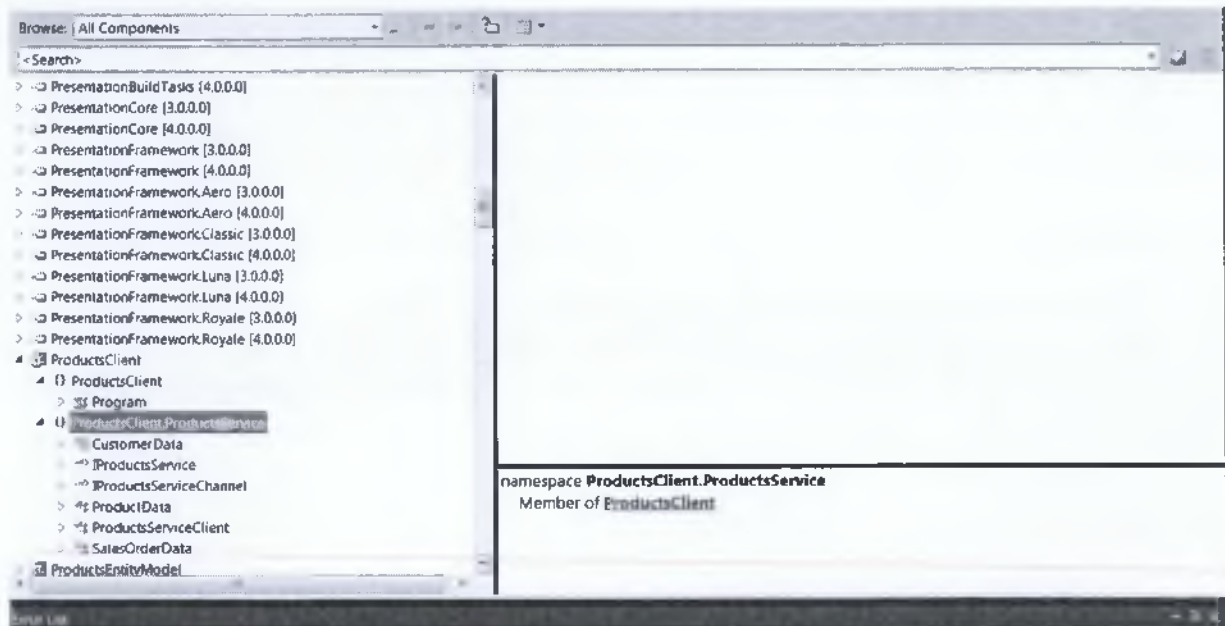 Browse: All Components
<Search>
PresentationBuildTasks [4.0.0.0]
PresentationCore [3.0.0.0]
PresentationCore [4.0.0.0]
PresentationFramework [3.0.0.0]
PresentationFramework [4.0.0.0]
PresentationFramework.Aero [3.0.0.0]
PresentationFramework.Aero [4.0.0.0]
PresentationFramework.Classic [3.0.0.0]
PresentationFramework.Classic [4.0.0.0]
PresentationFramework.Luna [3.0.0.0]
PresentationFramework.Luna [4.0.0.0]
PresentationFramework.Royale [3.0.0.0]
PresentationFramework.Royale [4.0.0.0]
ProductsClient
{} ProductsClient
Program
{} ProductsClient.ProductsService
CustomerData
IProductsService
IProductsServiceChannel
ProductData
ProductsServiceClient
SalesOrderData
ProductsEntityModel
namespace ProductsClient.ProductsService
Member of ProductsClient
Error List